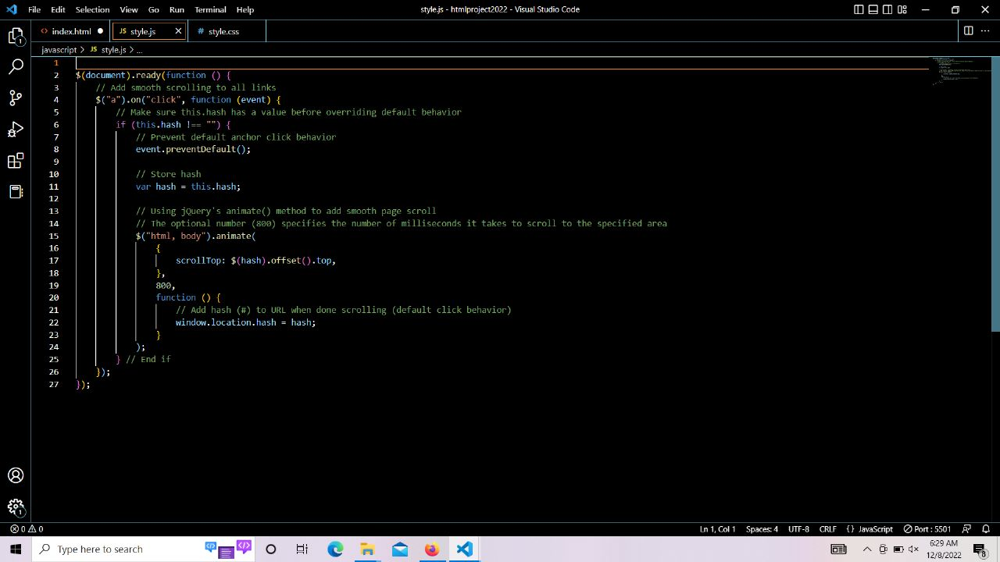 File Edit Selection View Go Run Terminal Help
style.js - htmlproject2022 - Visual Studio Code
index.html
JS style.js
# style.css
javascript > JS style.js > ...
1
2 $(document).ready(function () {
3 // Add smooth scrolling to all links
4 $("a").on("click", function (event) {
5 // Make sure this.hash has a value before overriding default behavior
6 if (this.hash !== "") {
7 // Prevent default anchor click behavior
8 event.preventDefault();
9
10 // Store hash
11 var hash = this.hash;
12
13 // Using jQuery's animate() method to add smooth page scroll
14 // The optional number (800) specifies the number of milliseconds it takes to scroll to the specified area
15 $("html, body").animate(
16 {
17 scrollTop: $(hash).offset().top,
18 },
19 800,
20 function () {
21 // Add hash (#) to URL when done scrolling (default click behavior)
22 window.location.hash = hash;
23 }
24 );
25 } // End if
26 });
27 });
1
1
0 0
Ln 1, Col 1 Spaces: 4 UTF-8 CRLF {} JavaScript Port : 5501
Type here to search
6:29 AM
12/8/2022
8